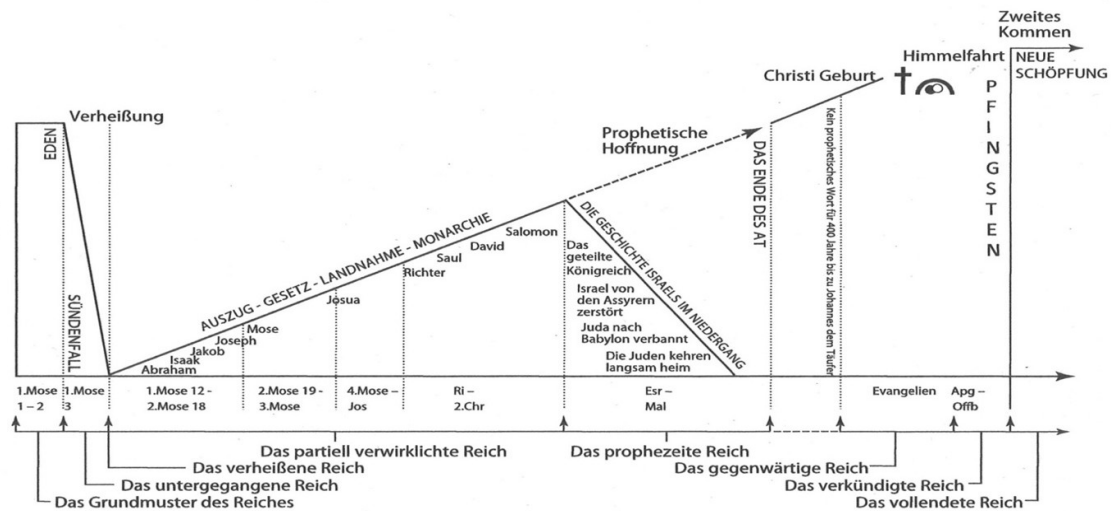 Zweites
Kommen
Himmelfahrt
NEUE
SCHÖPFUNG
Christi Geburt
PFINGSTEN
Verheißung
EDEN
SÜNDENFALL
Prophetische
Hoffnung
DAS ENDE DES AT
Kein prophetisches Wort für 400 Jahre bis zu Johannes dem Täufer
AUSZUG - GESETZ - LANDNAHME - MONARCHIE
DIE GESCHICHTE ISRAELS IM NIEDERGANG
Salomon
David
Saul
Richter
Josua
Mose
Joseph
Jakob
Isaak
Abraham
Das
geteilte
Königreich
Israel von
den Assyrern
zerstört
Juda nach
Babylon verbannt
Die Juden kehren
langsam heim
1.Mose
1 – 2
1.Mose
3
1.Mose 12 -
2.Mose 18
2.Mose 19 -
3.Mose
4.Mose –
Jos
Ri –
2.Chr
Esr –
Mal
Evangelien
Apg –
Offb
Das partiell verwirklichte Reich
Das prophezeite Reich
Das verheißene Reich
Das gegenwärtige Reich
Das untergegangene Reich
Das verkündigte Reich
Das Grundmuster des Reiches
Das vollendete Reich